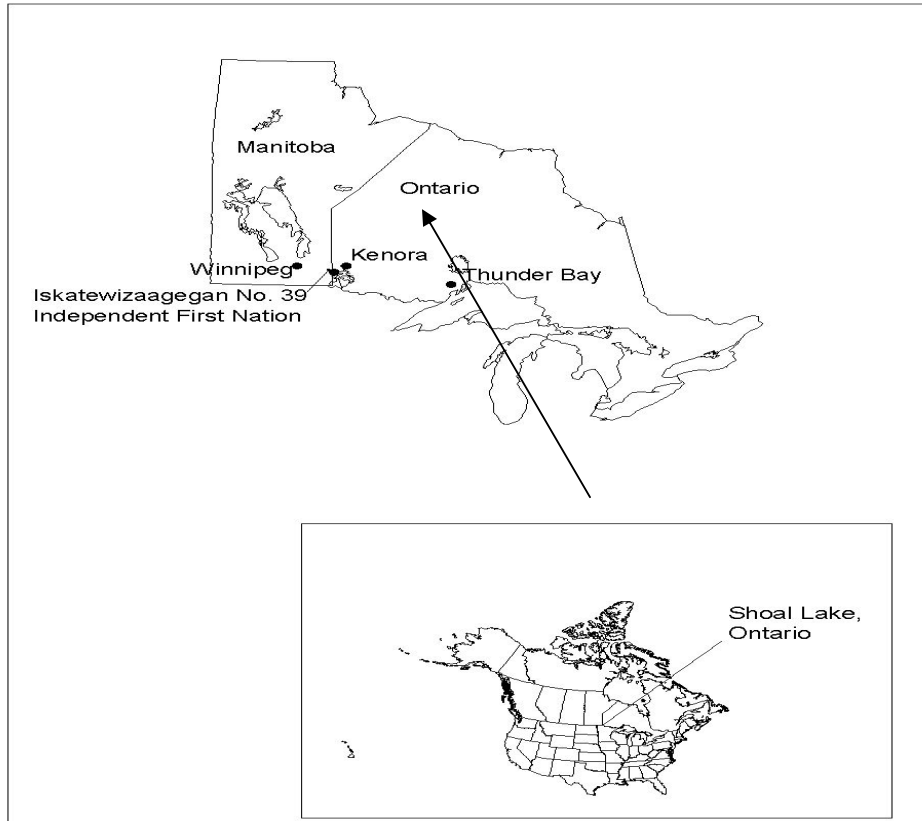 Manitoba
Ontario
Kenora
Winnipeg
Thunder Bay
Iskatewizaagegan No. 39
Independent First Nation
Shoal Lake,
Ontario